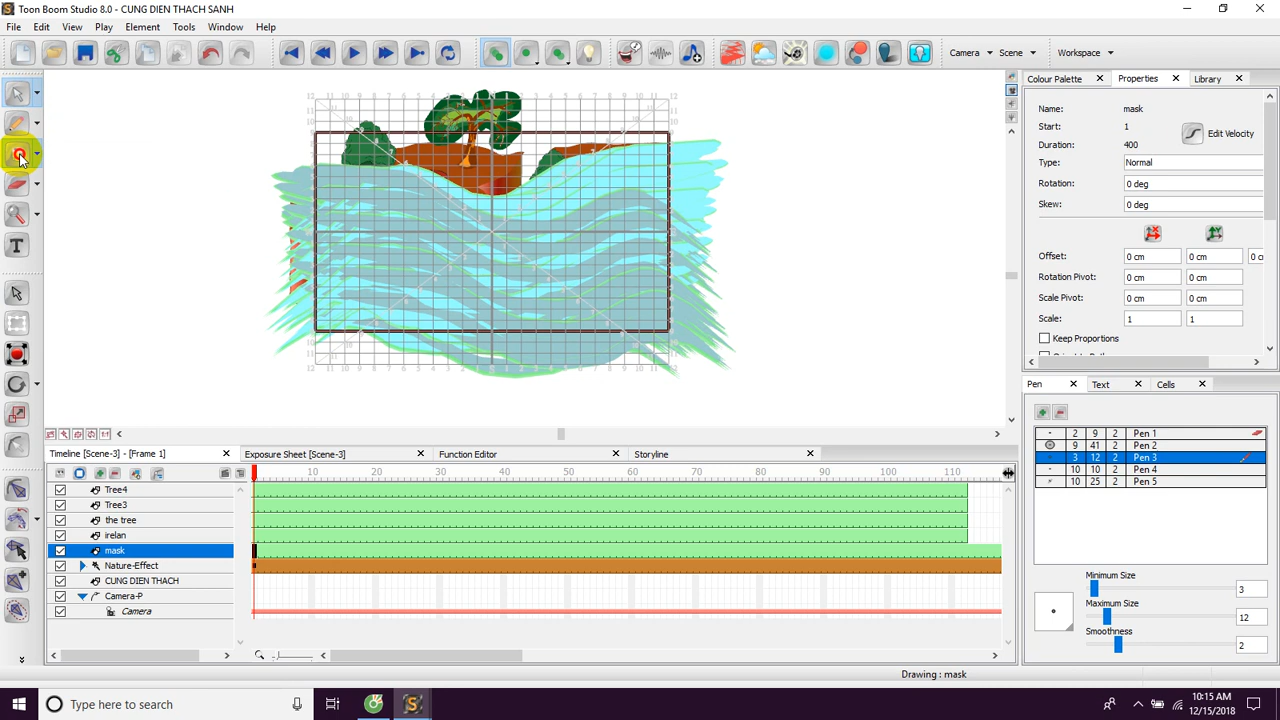 Toon Boom Studio 8.0 - CUNG DIEN THACH SANH
File Edit View Play Element Tools Window Help
Camera Scene Workspace
Colour Palette Properties Library
Name: mask
Start: 1
Duration: 400
Edit Velocity
Type: Normal
Rotation: 0 deg
Skew: 0 deg
Offset: 0 cm 0 cm
Rotation Pivot: 0 cm 0 cm
Scale Pivot: 0 cm 0 cm
Scale: 1 1
Keep Proportions
Pen Text Cells
2 9 2 Pen 1
9 41 2 Pen 2
3 12 2 Pen 3
10 10 2 Pen 4
10 25 2 Pen 5
Minimum Size
3
Maximum Size
12
Smoothness
2
Timeline [Scene-3] - [Frame 1] Exposure Sheet [Scene-3] Function Editor Storyline
10 20 30 40 50 60 70 80 90 100 110
Tree4
Tree3
the tree
irelan
mask
Nature-Effect
CUNG DIEN THACH
Camera-P
Camera
Drawing : mask
Type here to search
10:15 AM
12/15/2018